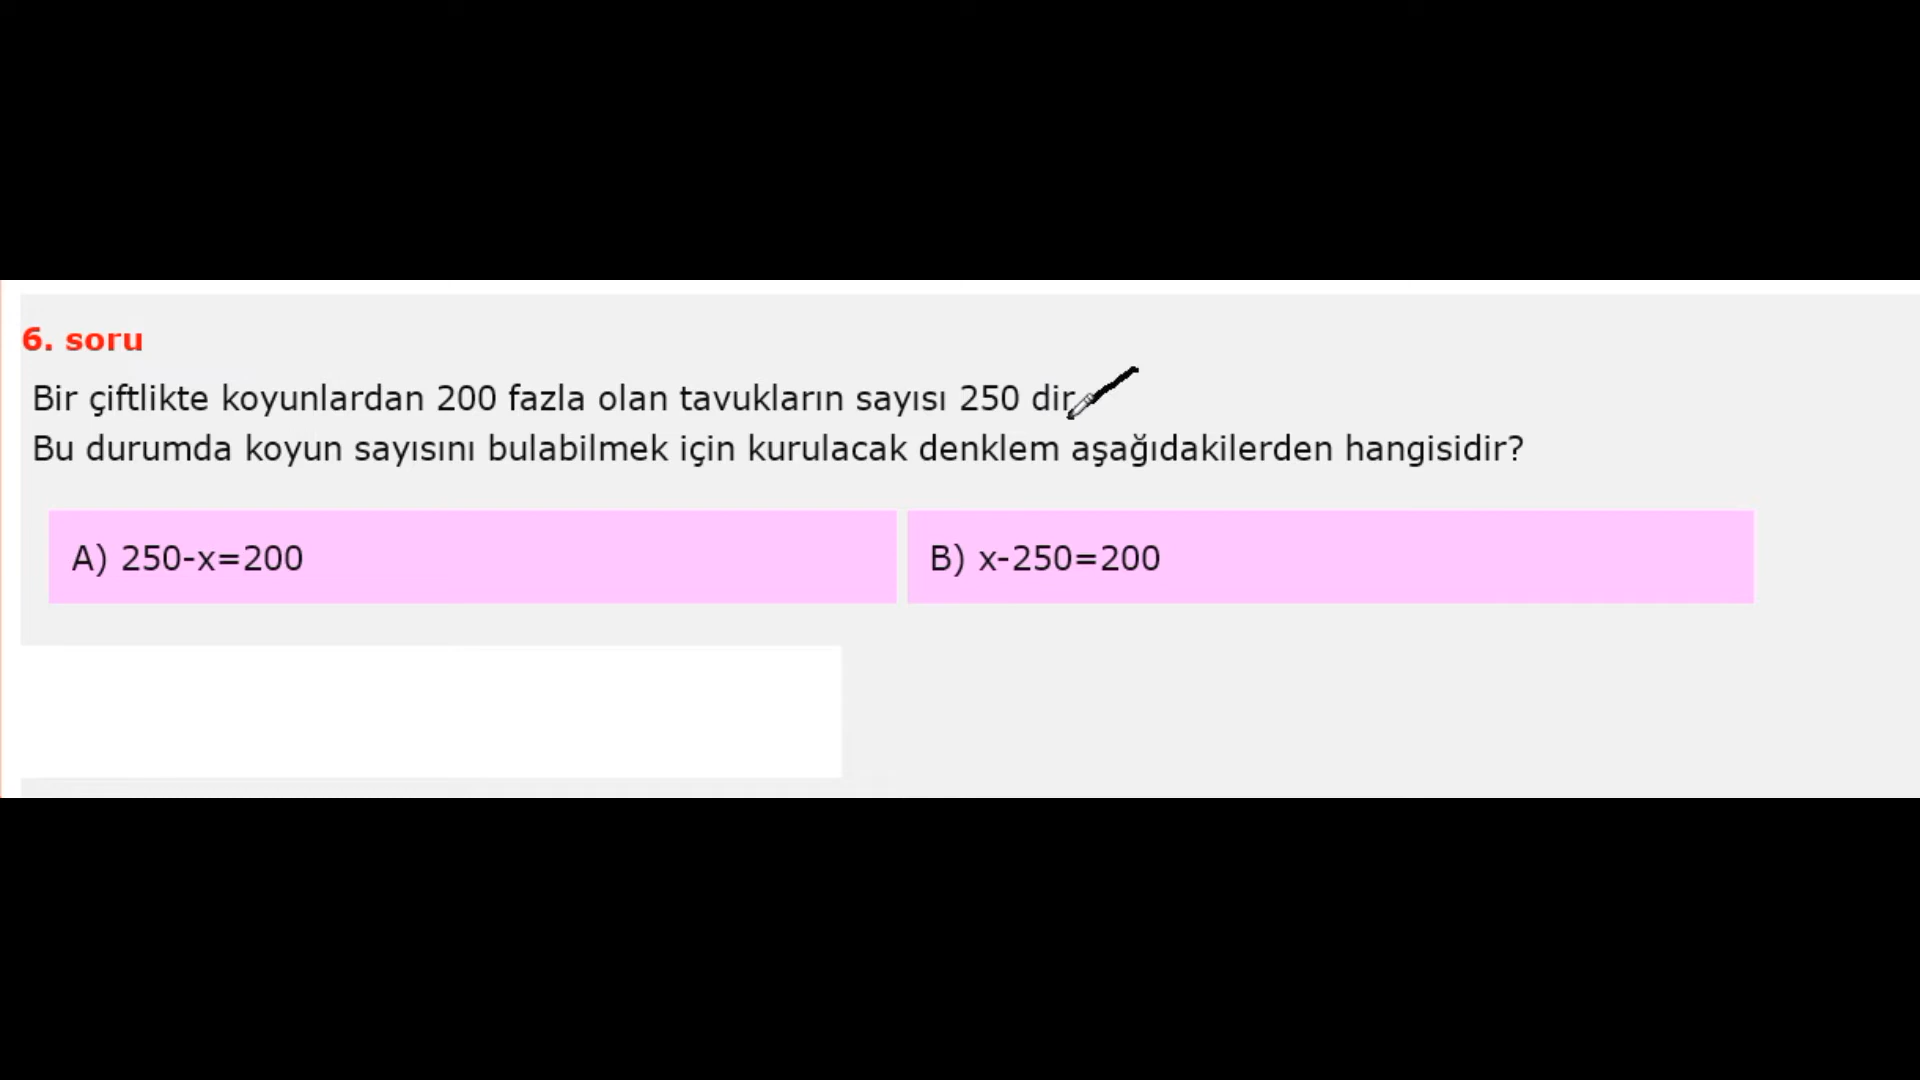 6. soru
Bir çiftlikte koyunlardan 200 fazla olan tavukların sayısı 250 dir
Bu durumda koyun sayısını bulabilmek için kurulacak denklem aşağıdakilerden hangisidir?
A) 250-x=200
B) x-250=200